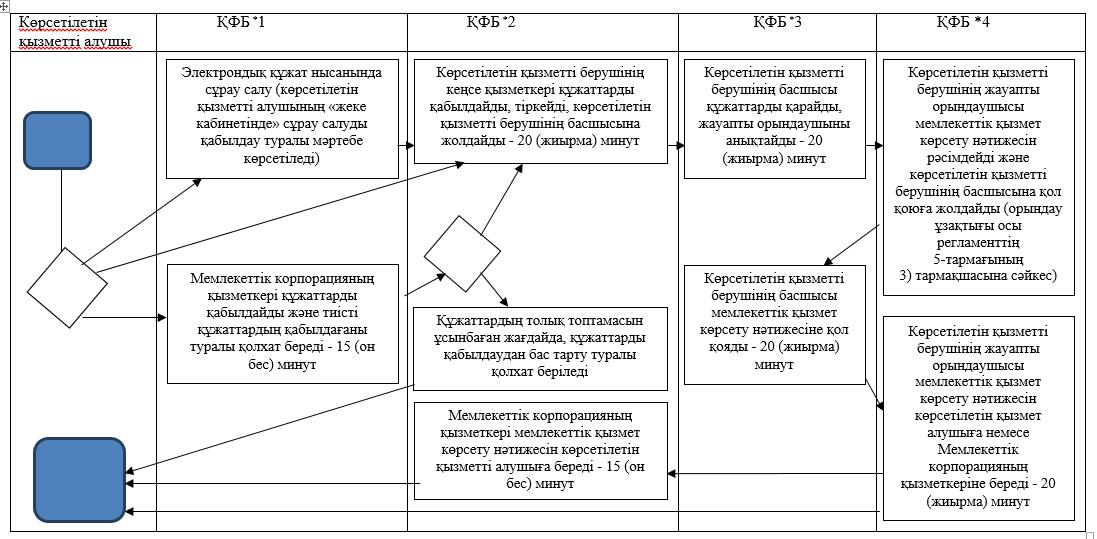 Көрсетілетін
қызметті алушы
ҚФБ *1
ҚФБ *2
ҚФБ *3
ҚФБ *4
Электрондық құжат нысанында
сұрау салу (көрсетілетін
қызметті алушының «жеке
кабинетінде» сұрау салуды
қабылдау туралы мәртебе
көрсетіледі)
Көрсетілетін қызметті берушінің
кеңсе қызметкері құжаттарды
қабылдайды, тіркейді, көрсетілетін
қызметті берушінің басшысына
жолдайды - 20 (жиырма) минут
Көрсетілетін қызметті
берушінің басшысы
құжаттарды қарайды,
жауапты орындаушыны
анықтайды - 20
(жиырма) минут
Көрсетілетін қызметті
берушінің жауапты
орындаушысы
мемлекеттік қызмет
көрсету нәтижесін
рәсімдейді және
көрсетілетін қызметті
берушінің басшысына қол
қоюға жолдайды (орындау
ұзақтығы осы
регламенттің
5-тармағының
3) тармақшасына сәйкес)
Мемлекеттік корпорацияның
қызметкері құжаттарды
қабылдайды және тиісті
құжаттардың қабылдағаны
туралы қолхат береді - 15 (он
бес) минут
Құжаттардың толық топтамасын
ұсынбаған жағдайда, құжаттарды
қабылдаудан бас тарту туралы
қолхат беріледі
Мемлекеттік корпорацияның
қызметкері мемлекеттік қызмет
көрсету нәтижесін көрсетілетін
қызметті алушыға береді - 15 (он
бес) минут
Көрсетілетін қызметті
берушінің басшысы
мемлекеттік қызмет
көрсету нәтижесіне қол
қояды - 20 (жиырма)
минут
Көрсетілетін қызметті
берушінің жауапты
орындаушысы
мемлекеттік қызмет
көрсету нәтижесін
көрсетілетін қызмет
алушыға немесе
Мемлекеттік
корпорацияның
қызметкеріне береді - 20
(жиырма) минут